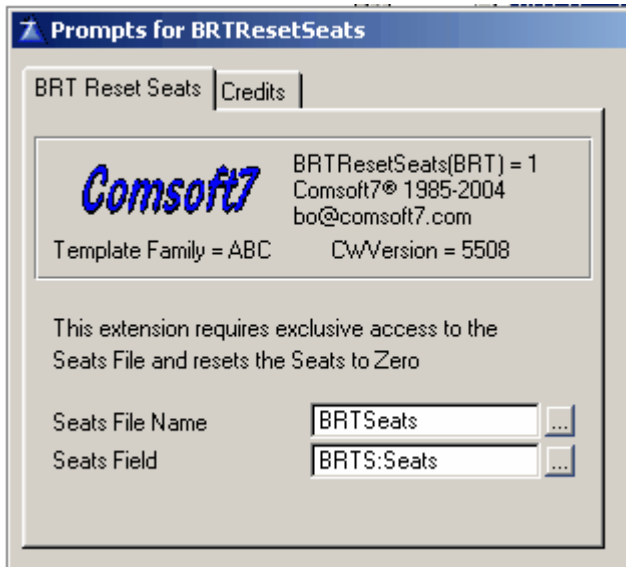 Prompts for BRTResetSeats
BRT Reset Seats Credits
Comsoft7
BRTResetSeats(BRT) = 1
Comsoft7® 1985-2004
bo@comsoft7.com
Template Family = ABC CwVersion = 5508
This extension requires exclusive access to the
Seats File and resets the Seats to Zero
Seats File Name BRTSeats ...
Seats Field BRTS:Seats ...